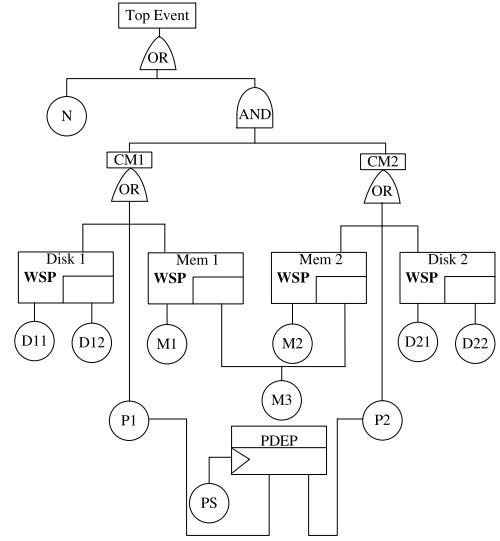 Top Event
OR
N
AND
CM1
CM2
OR
OR
Disk 1
WSP
Mem 1
WSP
Mem 2
WSP
Disk 2
WSP
D11
D12
M1
M2
D21
D22
M3
P1
P2
PDEP
PS